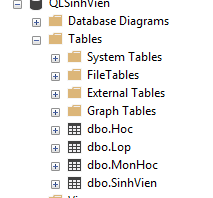 QLSinhVien
Database Diagrams
Tables
System Tables
FileTables
External Tables
Graph Tables
dbo.Hoc
dbo.Lop
dbo.MonHoc
dbo.SinhVien